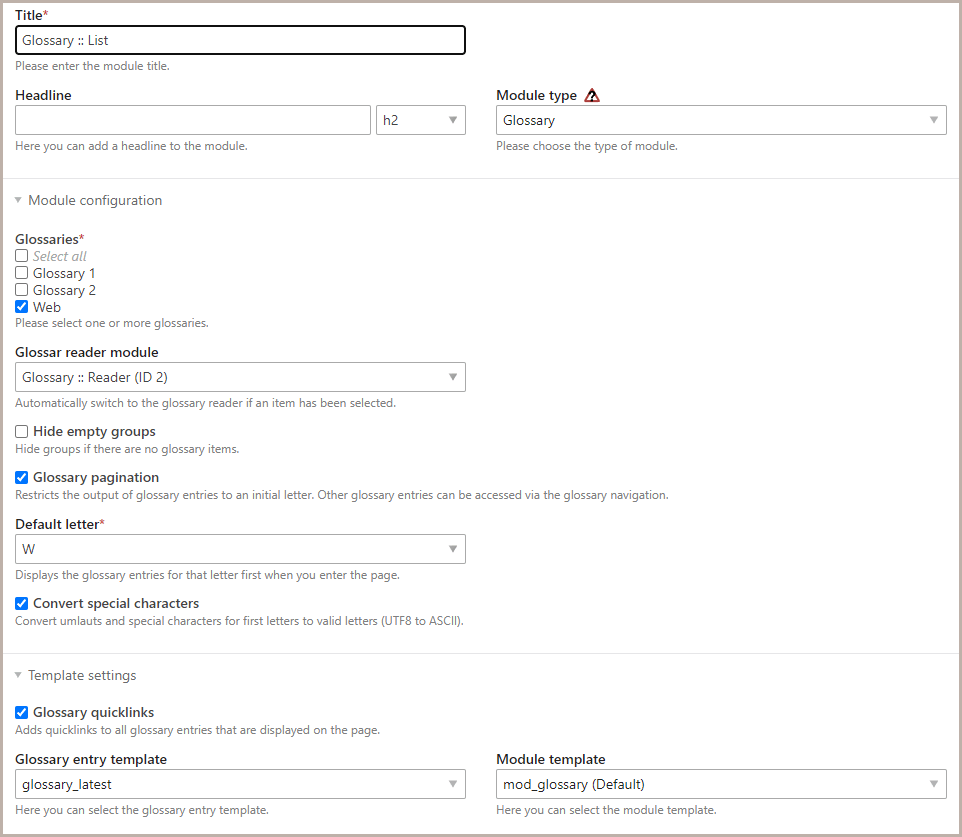 Title*
Glossary :: List
Please enter the module title.
Headline
Module type
h2
Glossary
Here you can add a headline to the module.
Please choose the type of module.
Module configuration
Glossaries*
Select all
Glossary 1
Glossary 2
Web
Please select one or more glossaries.
Glossar reader module
Glossary :: Reader (ID 2)
Automatically switch to the glossary reader if an item has been selected.
Hide empty groups
Hide groups if there are no glossary items.
Glossary pagination
Restricts the output of glossary entries to an initial letter. Other glossary entries can be accessed via the glossary navigation.
Default letter*
W
Displays the glossary entries for that letter first when you enter the page.
Convert special characters
Convert umlauts and special characters for first letters to valid letters (UTF8 to ASCII).
Template settings
Glossary quicklinks
Adds quicklinks to all glossary entries that are displayed on the page.
Glossary entry template
Module template
glossary_latest
mod_glossary (Default)
Here you can select the glossary entry template.
Here you can select the module template.